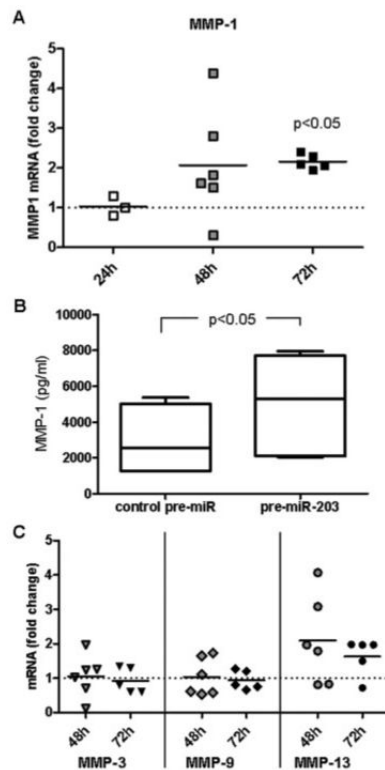 A
MMP-1
MMP1 mRNA (fold change)
5
4
3
2
1
0
p<0.05
24h
48h
72h
B
MMP-1 (pg/ml)
10000
8000
6000
4000
2000
0
p<0.05
control pre-miR
pre-miR-203
C
mRNA (fold change)
5
4
3
2
1
0
48h
72h
48h
72h
48h
72h
MMP-3
MMP-9
MMP-13